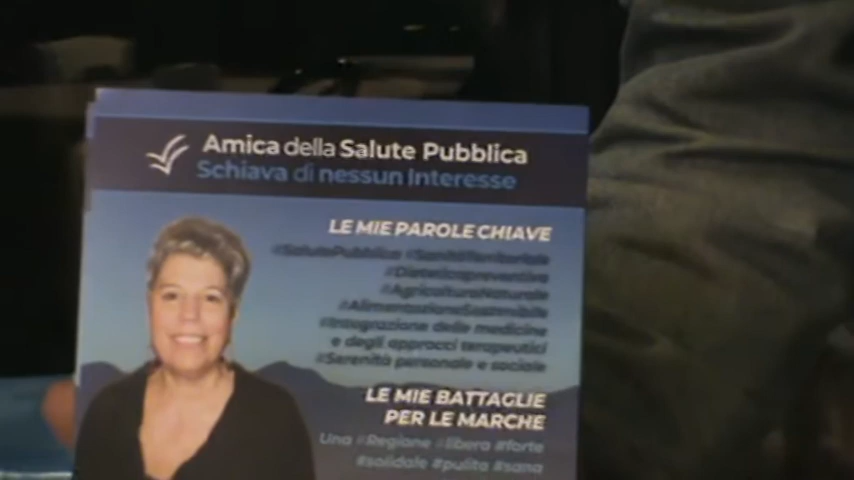 Amica della Salute Pubblica
Schiava di nessun Interesse
LE MIE PAROLE CHIAVE
#SalutePubblica #SanitàTerritoriale
#Dieteticapreventiva
#AgricolturaNaturale
#AlimentazioneSostenibile
#Integrazione delle medicine
e degli approcci terapeutici
#Serenità personale e sociale
LE MIE BATTAGLIE
PER LE MARCHE
Una #Regione #libera #forte
#solidale #pulita #sana